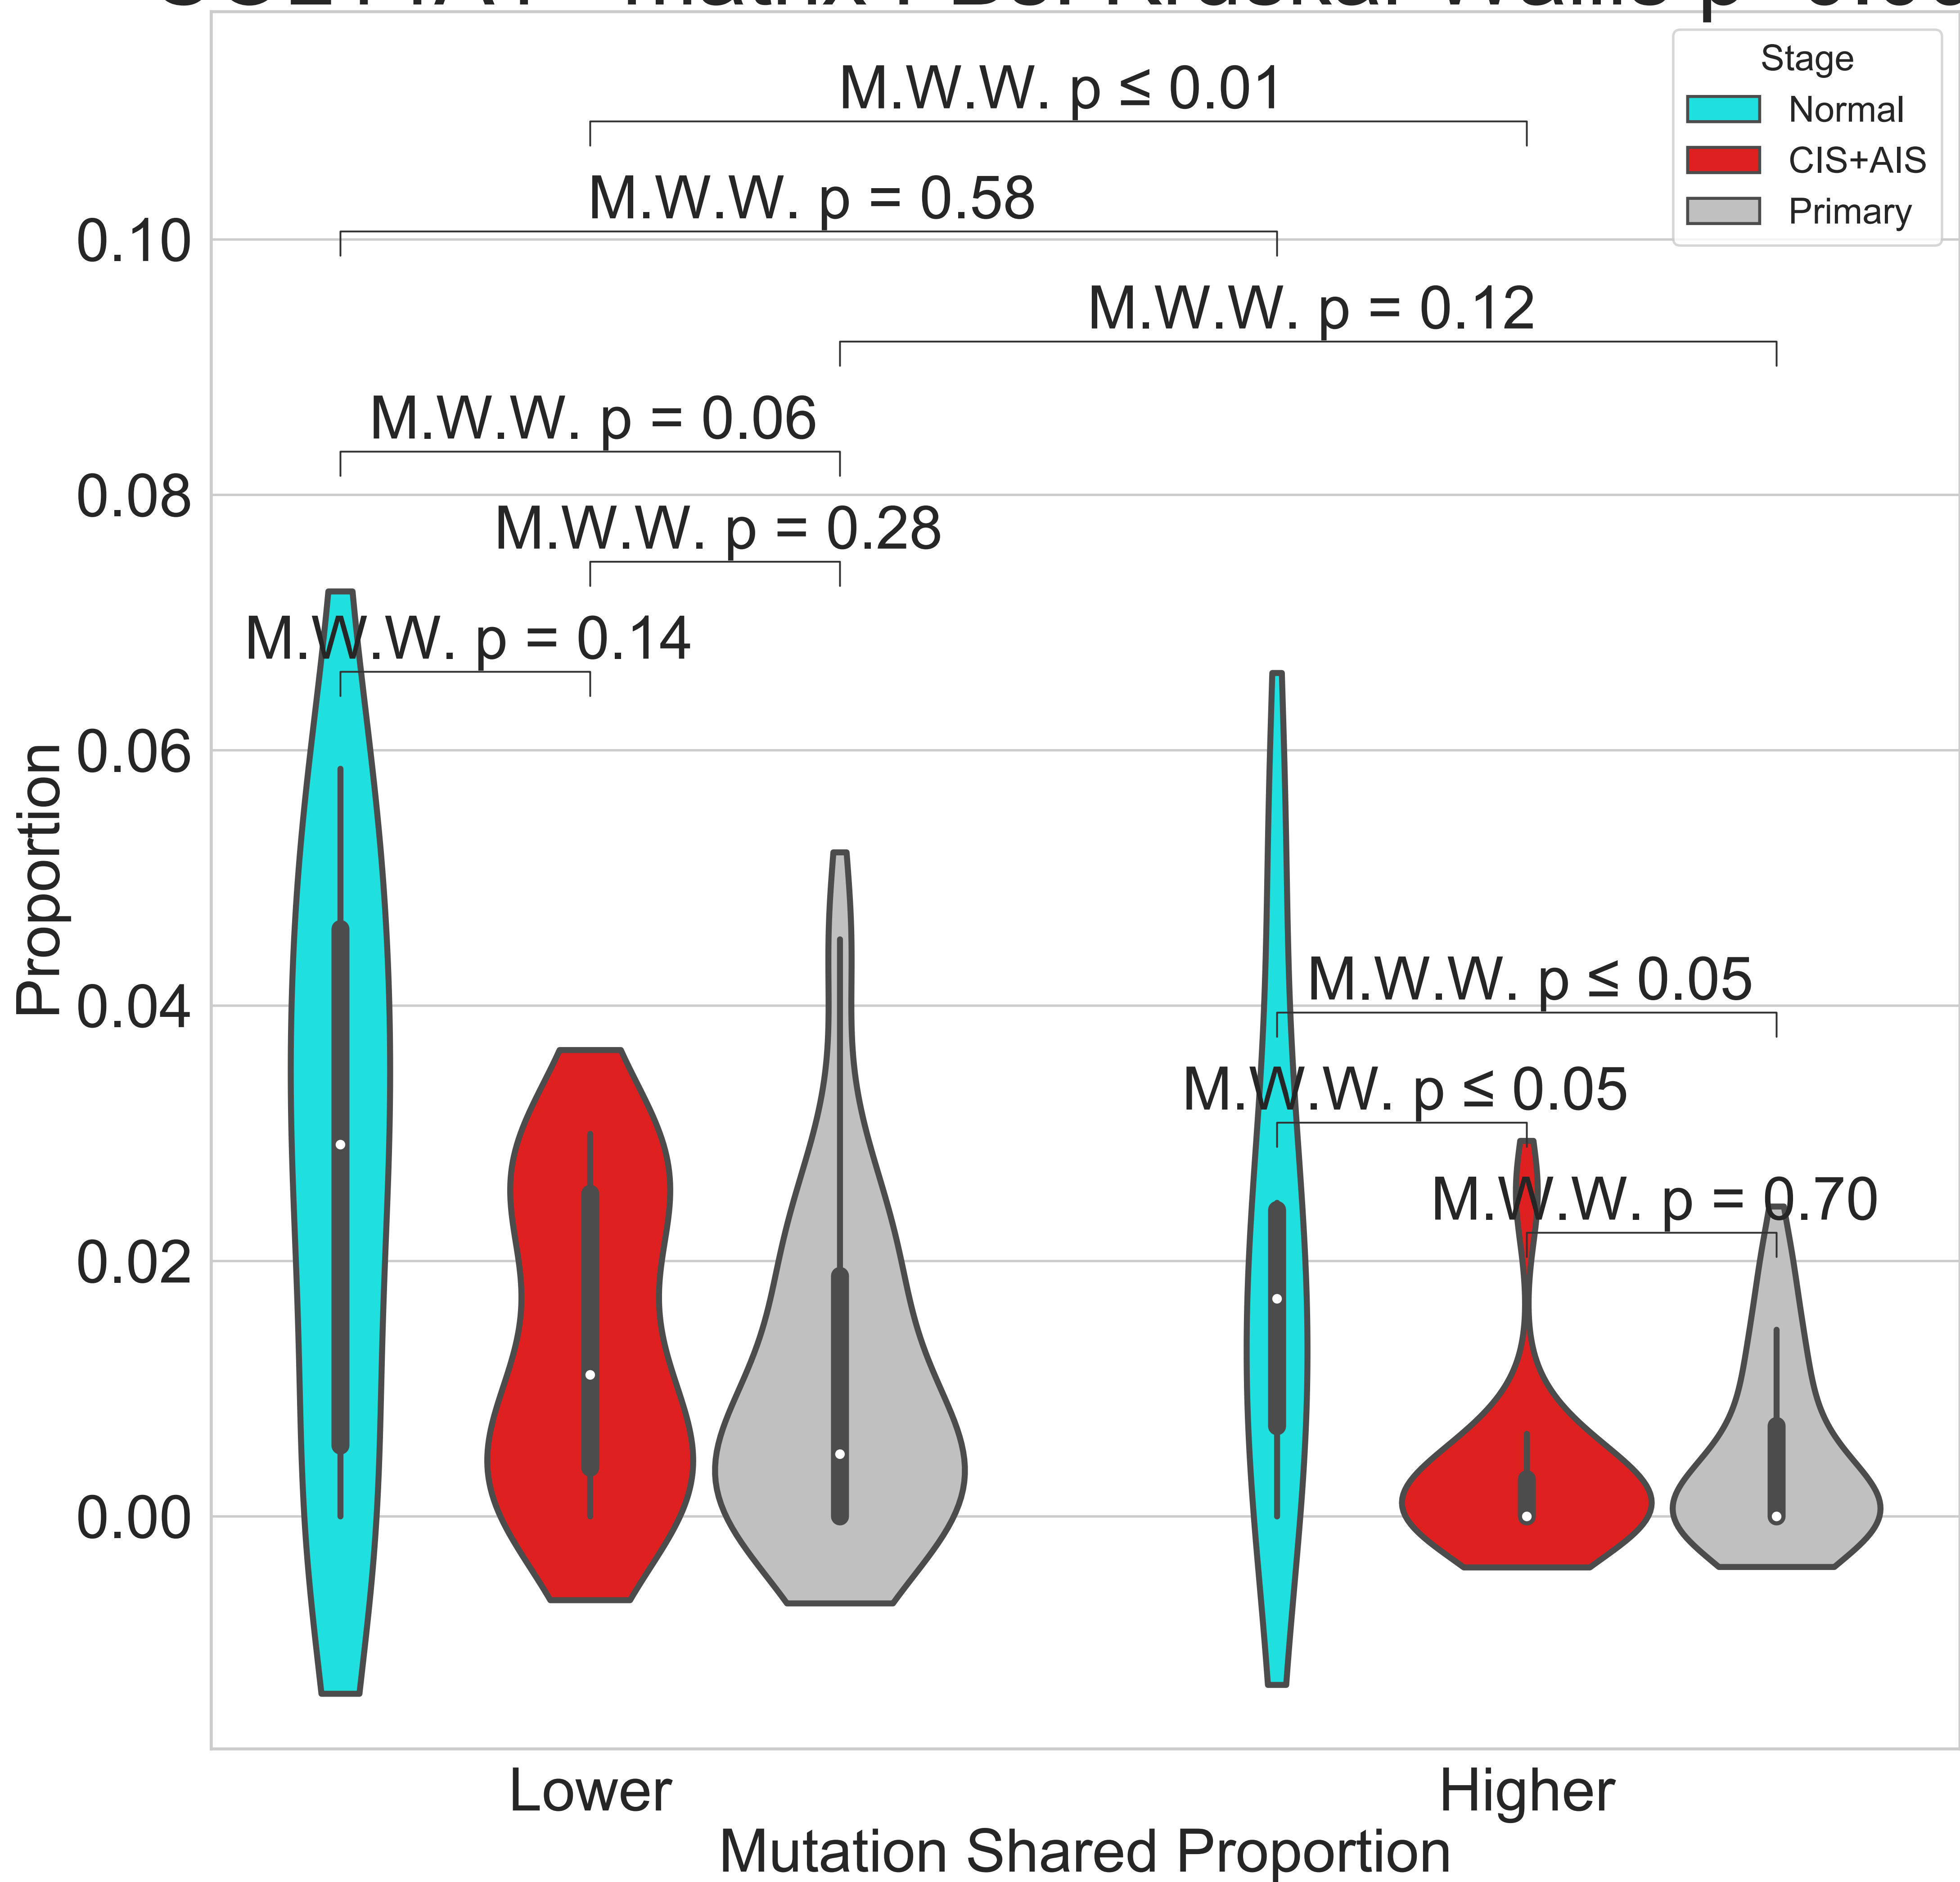 M.W.W. p ≤ 0.01
M.W.W. p = 0.58
M.W.W. p = 0.12
M.W.W. p = 0.06
M.W.W. p = 0.28
M.W.W. p = 0.14
M.W.W. p ≤ 0.05
M.W.W. p ≤ 0.05
M.W.W. p = 0.70
Stage
Normal
CIS+AIS
Primary
0.10
0.08
0.06
0.04
0.02
0.00
Proportion
Lower
Higher
Mutation Shared Proportion